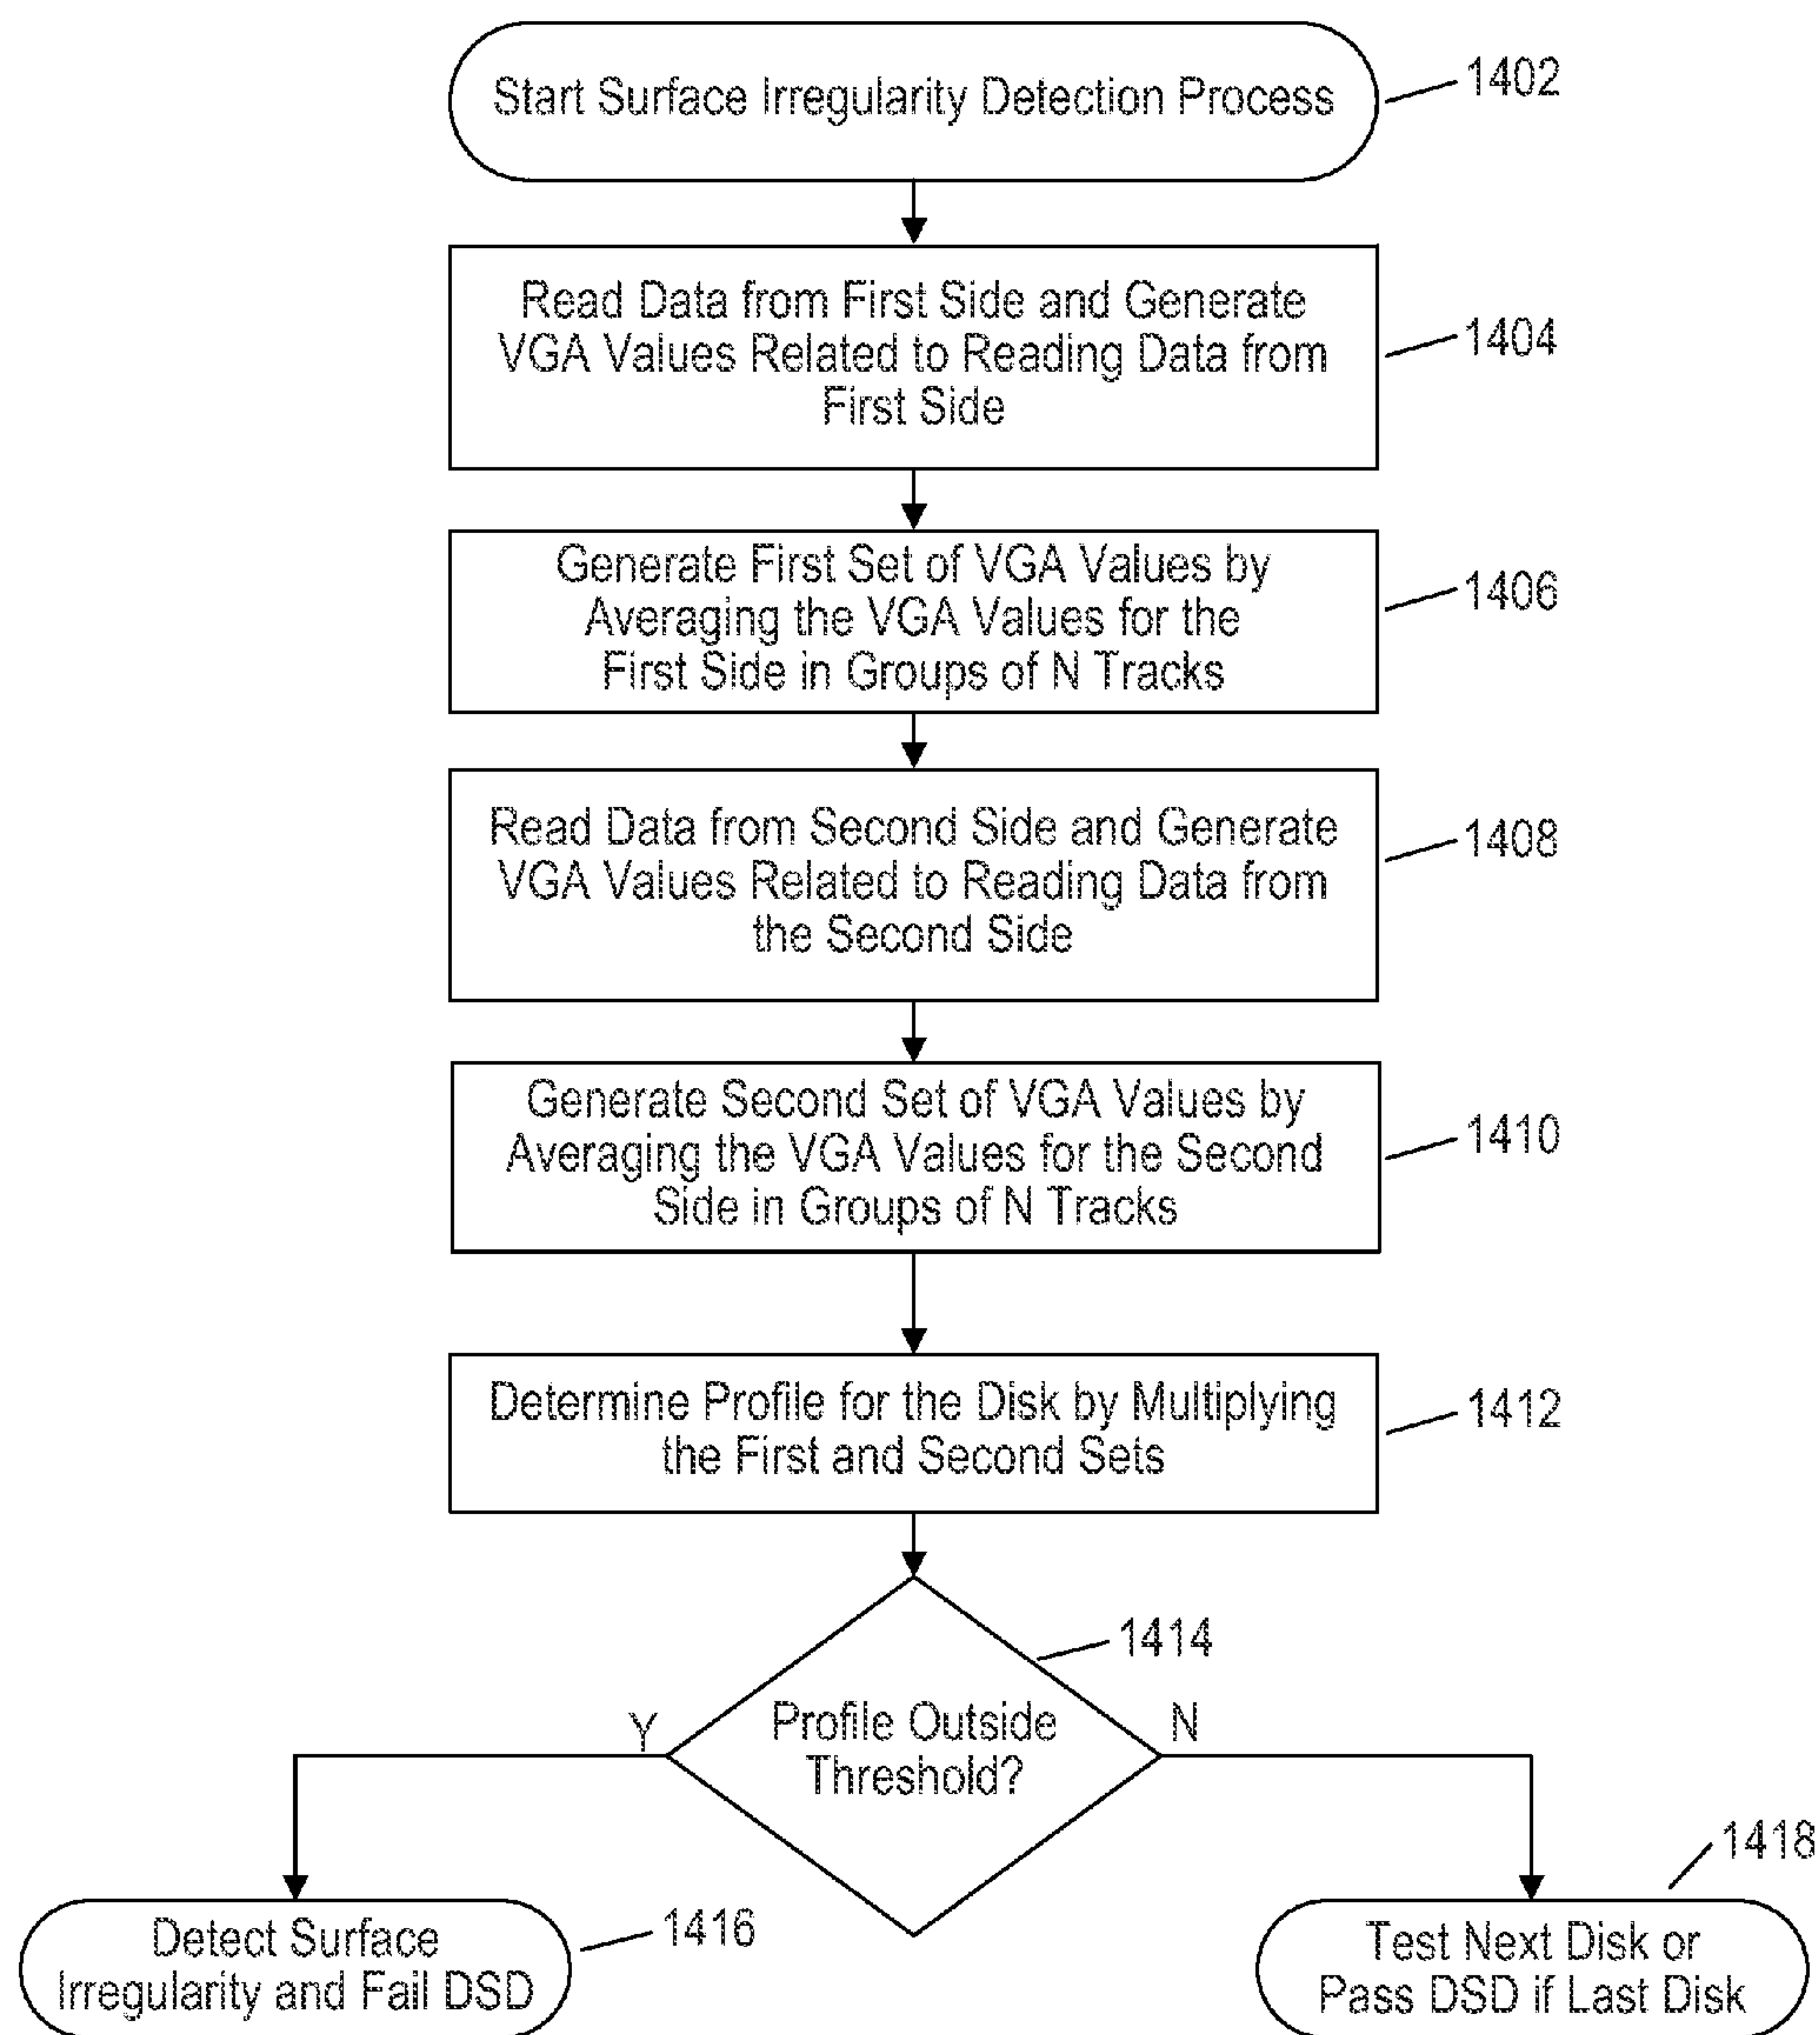 Start Surface Irregularity Detection Process
1402
Read Data from First Side and Generate
VGA Values Related to Reading Data from
First Side
1404
Generate First Set of VGA Values by
Averaging the VGA Values for the
First Side in Groups of N Tracks
1406
Read Data from Second Side and Generate
VGA Values Related to Reading Data from
the Second Side
1408
Generate Second Set of VGA Values by
Averaging the VGA Values for the Second
Side in Groups of N Tracks
1410
Determine Profile for the Disk by Multiplying
the First and Second Sets
1412
1414
Profile Outside
Threshold?
Y
N
Detect Surface
Irregularity and Fail DSD
1416
1418
Test Next Disk or
Pass DSD if Last Disk